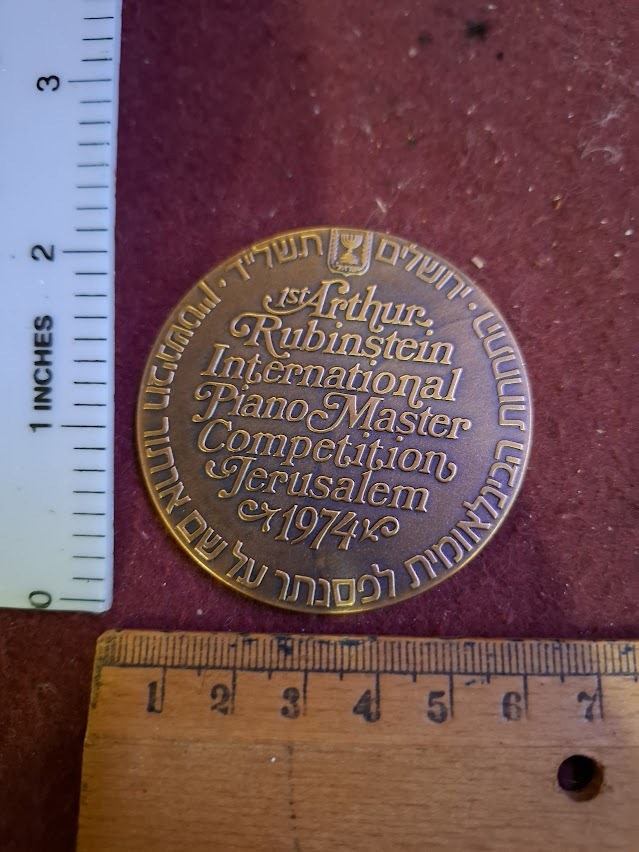 3
2
1 INCHES
0
ירושלים תשל"ד
ישראל
התחרות הבינלאומית לפסנתר על שם ארתור
1st Arthur
Rubinstein
International
Piano Master
Competition
Jerusalem
1974
1 2 3 4 5 6 7